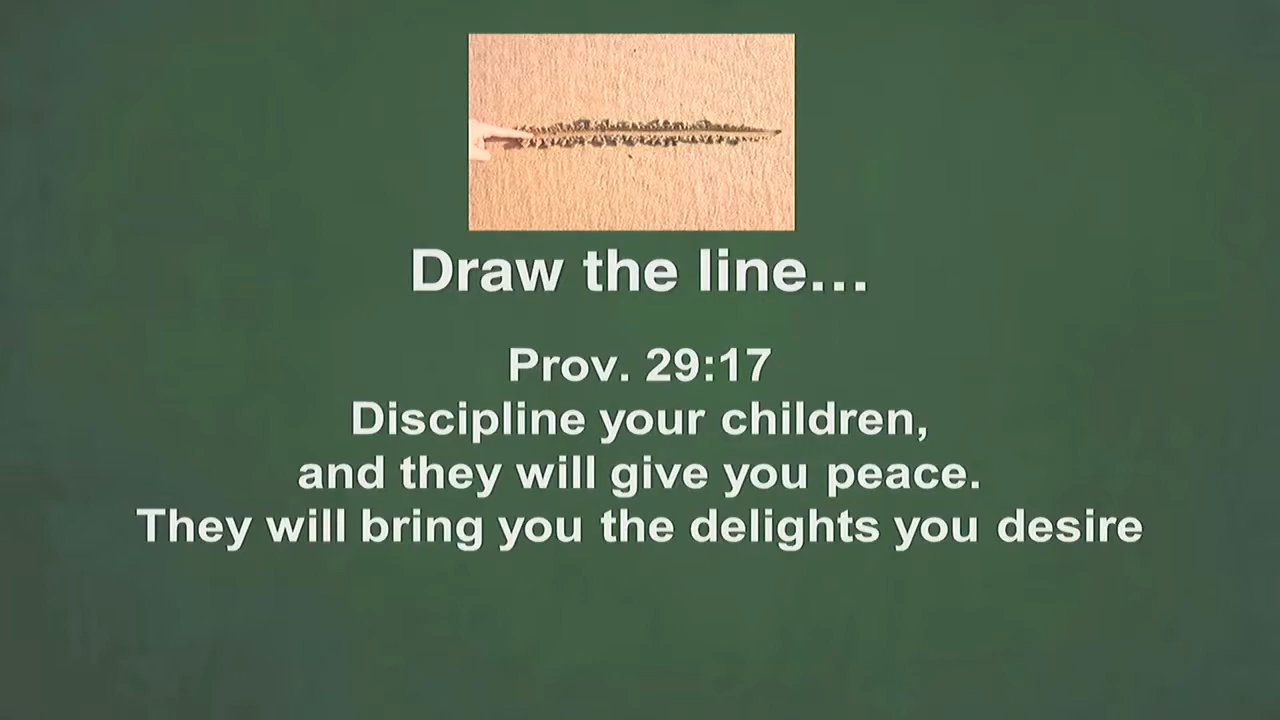 Draw the line...
Prov. 29:17
Discipline your children,
and they will give you peace.
They will bring you the delights you desire